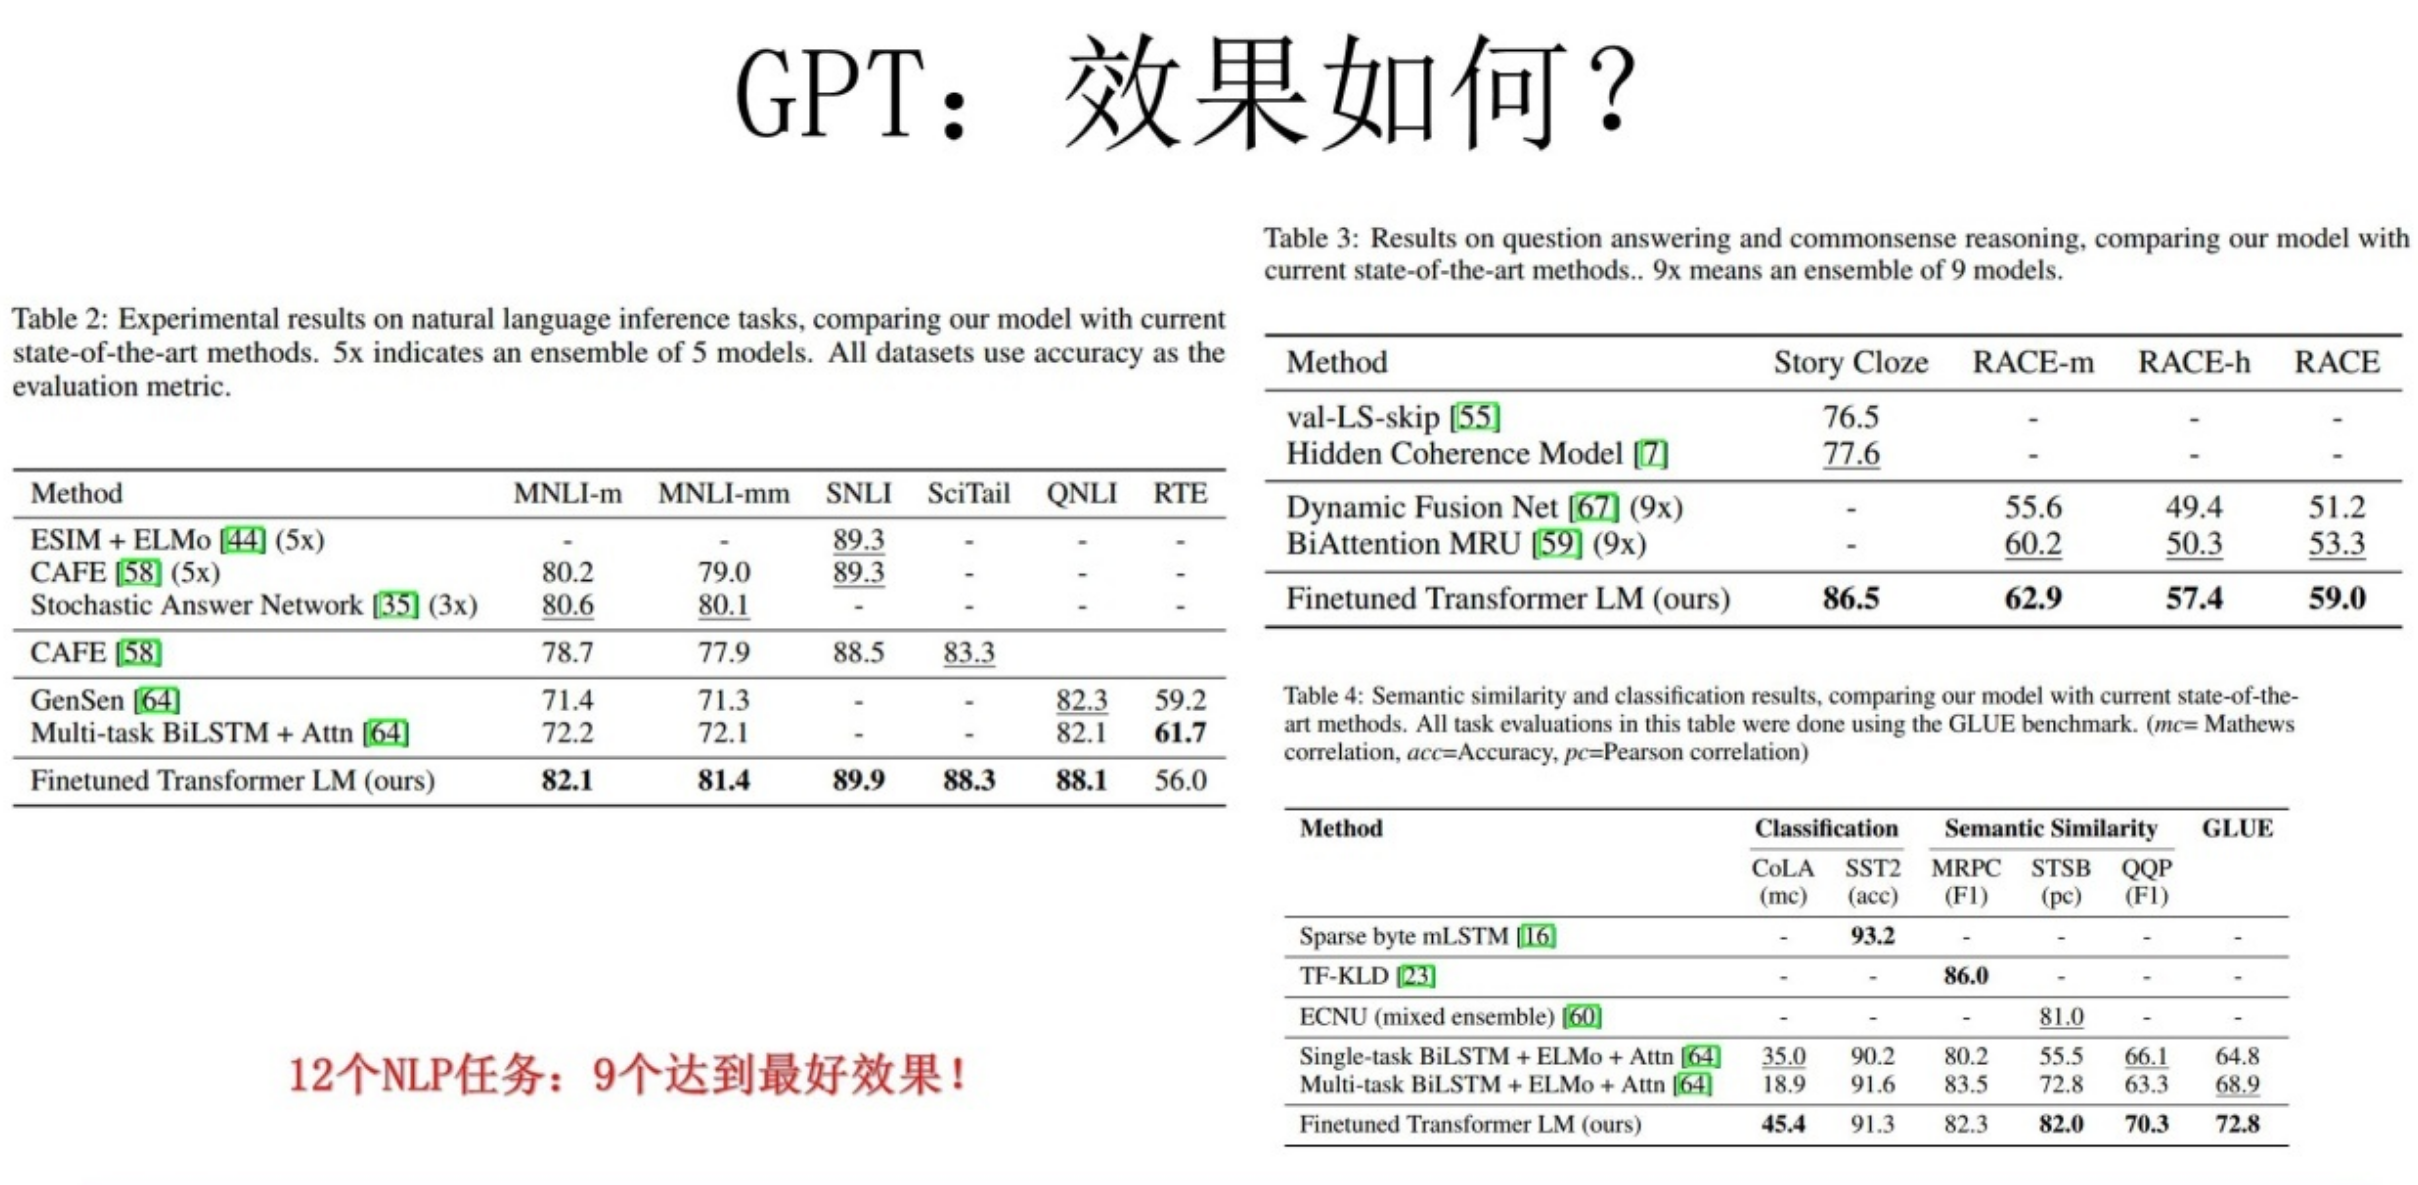 GPT：效果如何？
Table 2: Experimental results on natural language inference tasks, comparing our model with current
state-of-the-art methods. 5x indicates an ensemble of 5 models. All datasets use accuracy as the
evaluation metric.
Method MNLI-m MNLI-mm SNLI SciTail QNLI RTE
ESIM + ELMo [44] (5x) - - 89.3 - - -
CAFE [58] (5x) 80.2 79.0 89.3 - - -
Stochastic Answer Network [35] (3x) 80.6 80.1 - - - -
CAFE [58] 78.7 77.9 88.5 83.3
GenSen [64] 71.4 71.3 - - 82.3 59.2
Multi-task BiLSTM + Attn [64] 72.2 72.1 - - 82.1 61.7
Finetuned Transformer LM (ours) 82.1 81.4 89.9 88.3 88.1 56.0
12个NLP任务：9个达到最好效果！
Table 3: Results on question answering and commonsense reasoning, comparing our model with
current state-of-the-art methods.. 9x means an ensemble of 9 models.
Method Story Cloze RACE-m RACE-h RACE
val-LS-skip [55] 76.5 - - -
Hidden Coherence Model [7] 77.6 - - -
Dynamic Fusion Net [67] (9x) - 55.6 49.4 51.2
BiAttention MRU [59] (9x) - 60.2 50.3 53.3
Finetuned Transformer LM (ours) 86.5 62.9 57.4 59.0
Table 4: Semantic similarity and classification results, comparing our model with current state-of-the-
art methods. All task evaluations in this table were done using the GLUE benchmark. (mc= Mathews
correlation, acc=Accuracy, pc=Pearson correlation)
Method Classification Semantic Similarity GLUE
CoLA SST2 MRPC STSB QQP
(mc) (acc) (F1) (pc) (F1)
Sparse byte mLSTM [16] - 93.2 - - - -
TF-KLD [23] - - 86.0 - - -
ECNU (mixed ensemble) [60] - - - 81.0 - -
Single-task BiLSTM + ELMo + Attn [64] 35.0 90.2 80.2 55.5 66.1 64.8
Multi-task BiLSTM + ELMo + Attn [64] 18.9 91.6 83.5 72.8 63.3 68.9
Finetuned Transformer LM (ours) 45.4 91.3 82.3 82.0 70.3 72.8